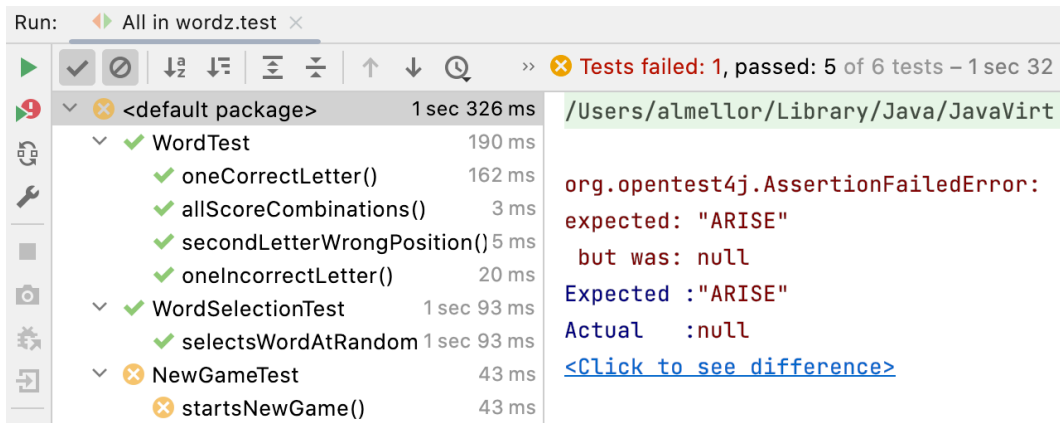 Run: All in wordz.test ×
» Tests failed: 1, passed: 5 of 6 tests – 1 sec 32
9
<default package> 1 sec 326 ms
WordTest 190 ms
oneCorrectLetter() 162 ms
allScoreCombinations() 3 ms
secondLetterWrongPosition() 5 ms
oneIncorrectLetter() 20 ms
WordSelectionTest 1 sec 93 ms
selectsWordAtRandom 1 sec 93 ms
NewGameTest 43 ms
startsNewGame() 43 ms
/Users/almellor/Library/Java/JavaVirt
org.opentest4j.AssertionFailedError:
expected: "ARISE"
but was: null
Expected :"ARISE"
Actual :null
<Click to see difference>